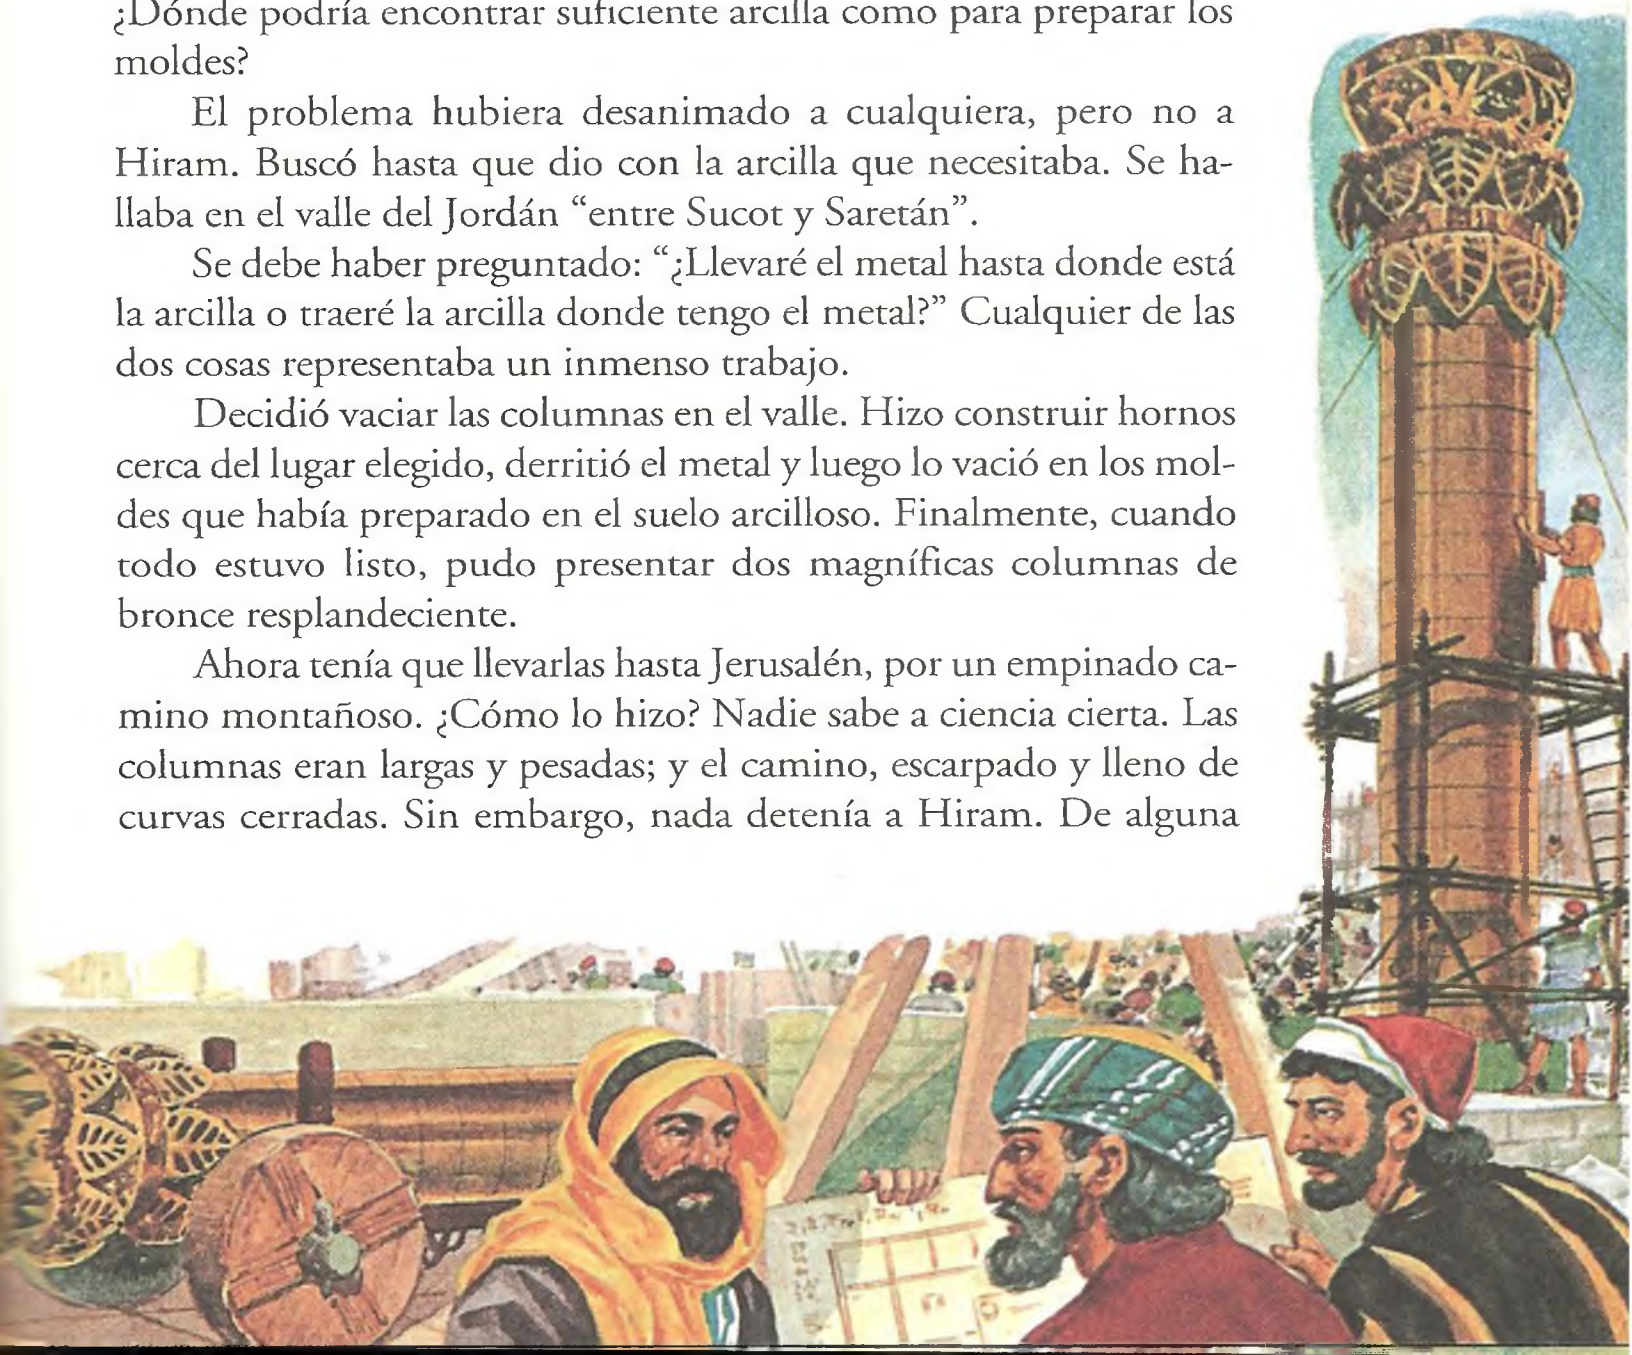 ¿Dónde podría encontrar suficiente arcilla como para preparar los
moldes?
El problema hubiera desanimado a cualquiera, pero no a
Hiram. Buscó hasta que dio con la arcilla que necesitaba. Se ha-
llaba en el valle del Jordán “entre Sucot y Saretán”.
Se debe haber preguntado: “¿Llevaré el metal hasta donde está
la arcilla o traeré la arcilla donde tengo el metal?” Cualquier de las
dos cosas representaba un inmenso trabajo.
Decidió vaciar las columnas en el valle. Hizo construir hornos
cerca del lugar elegido, derritió el metal y luego lo vació en los mol-
des que había preparado en el suelo arcilloso. Finalmente, cuando
todo estuvo listo, pudo presentar dos magníficas columnas de
bronce resplandeciente.
Ahora tenía que llevarlas hasta Jerusalén, por un empinado ca-
mino montañoso. ¿Cómo lo hizo? Nadie sabe a ciencia cierta. Las
columnas eran largas y pesadas; y el camino, escarpado y lleno de
curvas cerradas. Sin embargo, nada detenía a Hiram. De alguna